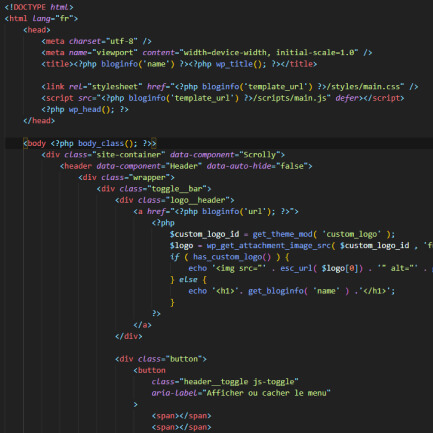 <!DOCTYPE html>
<html lang="fr">
<head>
<meta charset="utf-8" />
<meta name="viewport" content="width=device-width, initial-scale=1.0" />
<title><?php bloginfo('name') ?><?php wp_title(); ?></title>
<link rel="stylesheet" href="<?php bloginfo('template_url') ?>/styles/main.css" />
<script src="<?php bloginfo('template_url') ?>/scripts/main.js" defer></script>
<?php wp_head(); ?>
</head>
<body <?php body_class(); ?>>
<div class="site-container" data-component="Scrolly">
<header data-component="Header" data-auto-hide="false">
<div class="wrapper">
<div class="toggle__bar">
<div class="logo__header">
<a href="<?php bloginfo('url'); ?>">
<?php
$custom_logo_id = get_theme_mod( 'custom_logo' );
$logo = wp_get_attachment_image_src( $custom_logo_id , 'f
if ( has_custom_logo() ) {
echo '<img src="' . esc_url( $logo[0]) . '" alt="' .
} else {
echo '<h1>'. get_bloginfo( 'name' ) .'</h1>';
}
?>
</a>
</div>
<div class="button">
<button
class="header__toggle js-toggle"
aria-label="Afficher ou cacher le menu"
>
<span></span>
<span></span>